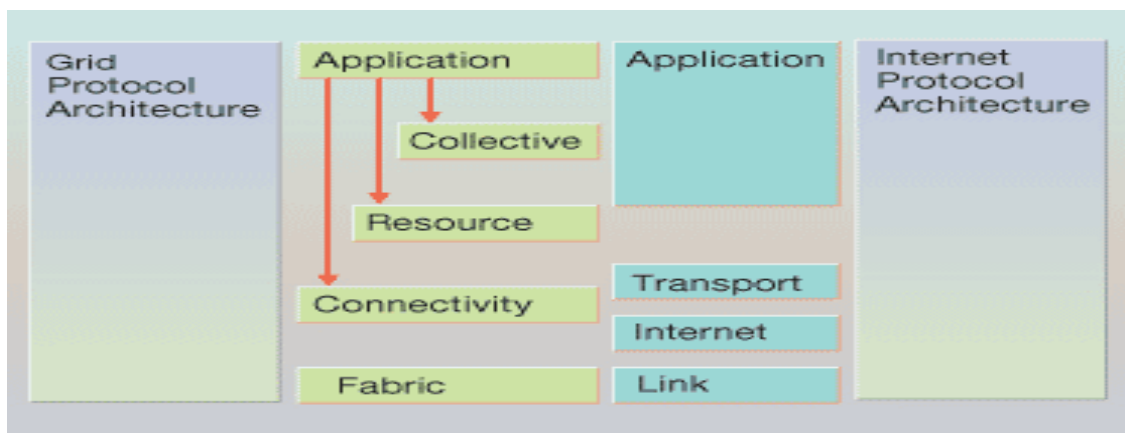 Grid
Protocol
Architecture
Application
Collective
Resource
Connectivity
Fabric
Application
Transport
Internet
Link
Internet
Protocol
Architecture